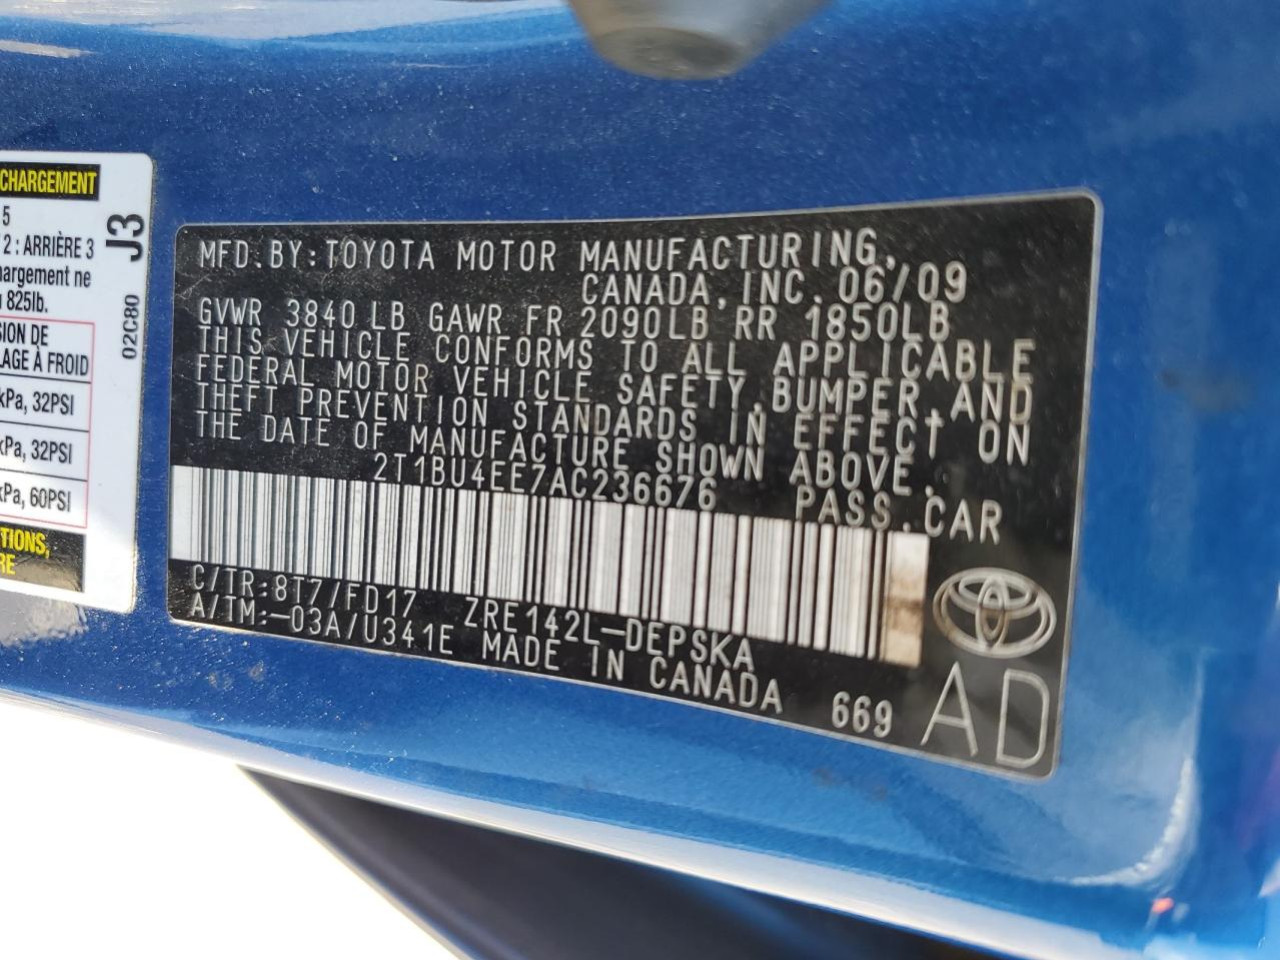 CHARGEMENT
5
2 : ARRIÈRE 3
hargement ne
825lb.
SION DE
LAGE À FROID
kPa, 32PSI
kPa, 32PSI
kPa, 60PSI
TIONS,
RE
J3
02C80
MFD.BY:TOYOTA MOTOR MANUFACTURING,
CANADA,INC. 06/09
GVWR 3840 LB GAWR FR 2090LB RR 1850LB
THIS VEHICLE CONFORMS TO ALL APPLICABLE
FEDERAL MOTOR VEHICLE SAFETY,BUMPER,AND
THEFT PREVENTION STANDARDS IN EFFECT ON
THE DATE OF MANUFACTURE SHOWN ABOVE.
2T1BU4EE7AC236676 PASS.CAR
C/TR:8T7/FD17 ZRE142L-DEPSKA
A/TM:-03A/U341E MADE IN CANADA 669
AD